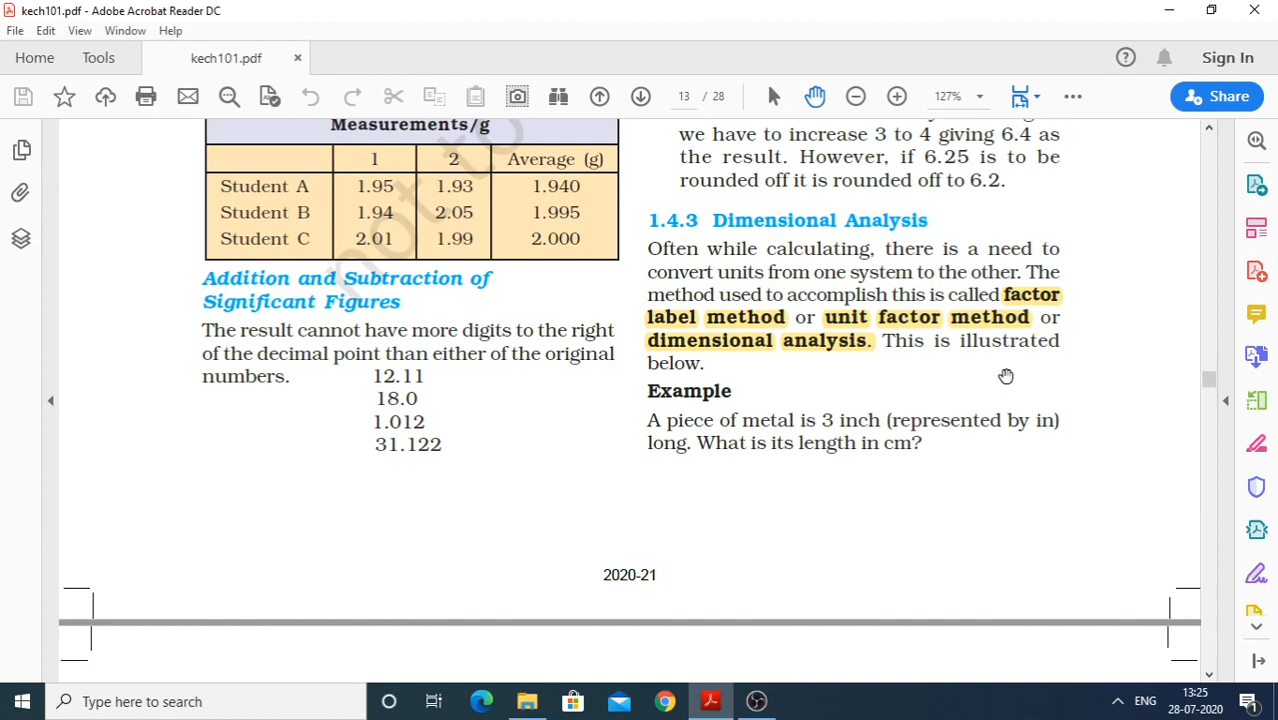 kech101.pdf - Adobe Acrobat Reader DC
File Edit View Window Help
Home Tools kech101.pdf × Sign In
13 / 28 127% Share
Measurements/g
1 2 Average (g)
Student A 1.95 1.93 1.940
Student B 1.94 2.05 1.995
Student C 2.01 1.99 2.000
not to
Addition and Subtraction of
Significant Figures
The result cannot have more digits to the right
of the decimal point than either of the original
numbers.
12.11
18.0
1.012
31.122
we have to increase 3 to 4 giving 6.4 as
the result. However, if 6.25 is to be
rounded off it is rounded off to 6.2.
1.4.3 Dimensional Analysis
Often while calculating, there is a need to
convert units from one system to the other. The
method used to accomplish this is called factor
label method or unit factor method or
dimensional analysis. This is illustrated
below.
Example
A piece of metal is 3 inch (represented by in)
long. What is its length in cm?
2020-21
Type here to search
ENG
13:25
28-07-2020
1